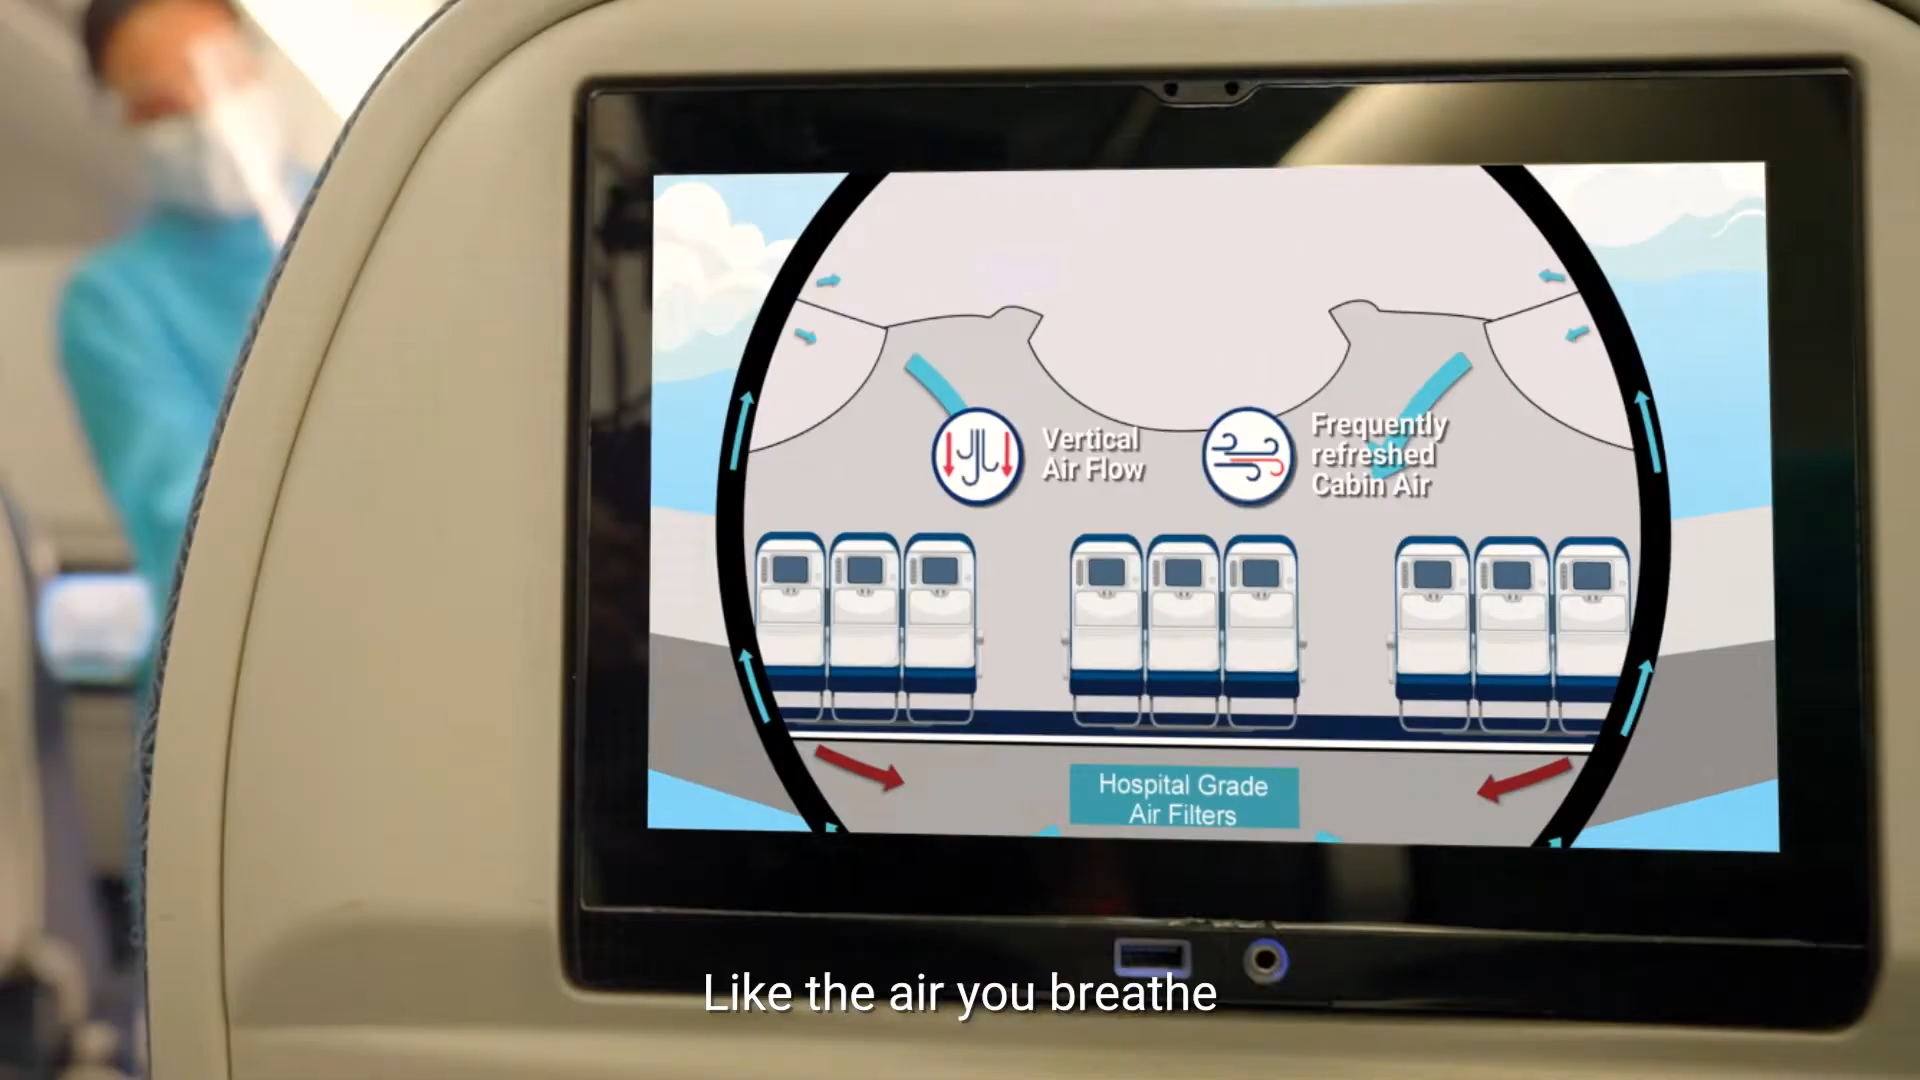 Vertical
Air Flow
Frequently
refreshed
Cabin Air
Hospital Grade
Air Filters
Like the air you breathe